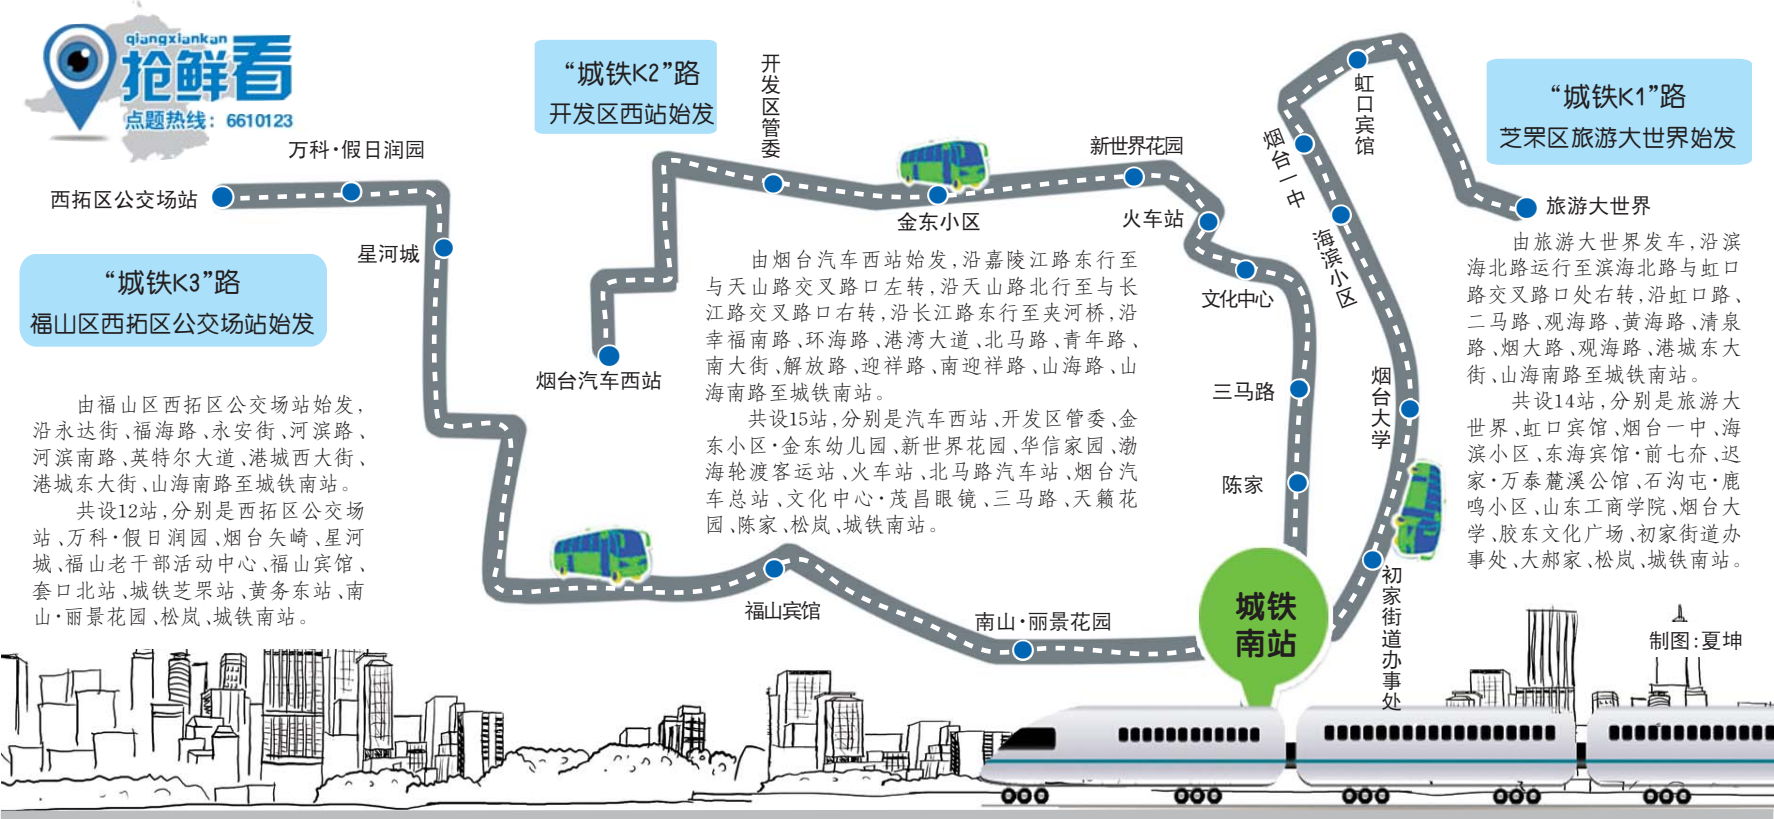 qiangxiankan
抢鲜看
点题热线：6610123
万科·假日润园
西拓区公交场站
星河城
“城铁K3”路
福山区西拓区公交场站始发
由福山区西拓区公交场站始发，
沿永达街、福海路、永安街、河滨路、
河滨南路、英特尔大道、港城西大街、
港城东大街、山海南路至城铁南站。
共设12站，分别是西拓区公交场
站、万科·假日润园、烟台矢崎、星河
城、福山老干部活动中心、福山宾馆、
套口北站、城铁芝罘站、黄务东站、南
山·丽景花园、松岚、城铁南站。
“城铁K2”路
开发区西站始发
开发区管委
金东小区
新世界花园
火车站
文化中心
烟台汽车西站
三马路
陈家
由烟台汽车西站始发，沿嘉陵江路东行至
与天山路交叉路口左转，沿天山路北行至与长
江路交叉路口右转，沿长江路东行至夹河桥，沿
幸福南路、环海路、港湾大道、北马路、青年路、
南大街、解放路、迎祥路、南迎祥路、山海路、山
海南路至城铁南站。
共设15站，分别是汽车西站、开发区管委、金
东小区·金东幼儿园、新世界花园、华信家园、渤
海轮渡客运站、火车站、北马路汽车站、烟台汽
车总站、文化中心·茂昌眼镜、三马路、天籁花
园、陈家、松岚、城铁南站。
福山宾馆
南山·丽景花园
城铁
南站
“城铁K1”路
芝罘区旅游大世界始发
虹口宾馆
烟台一中
旅游大世界
海滨小区
烟台大学
初家街道办事处
由旅游大世界发车，沿滨
海北路运行至滨海北路与虹口
路交叉路口处右转，沿虹口路、
二马路、观海路、黄海路、清泉
路、烟大路、观海路、港城东大
街、山海南路至城铁南站。
共设14站，分别是旅游大
世界、虹口宾馆、烟台一中、海
滨小区、东海宾馆·前七夼、迟
家·万泰麓溪公馆、石沟屯·鹿
鸣小区、山东工商学院、烟台大
学、胶东文化广场、初家街道办
事处、大郝家、松岚、城铁南站。
制图：夏坤